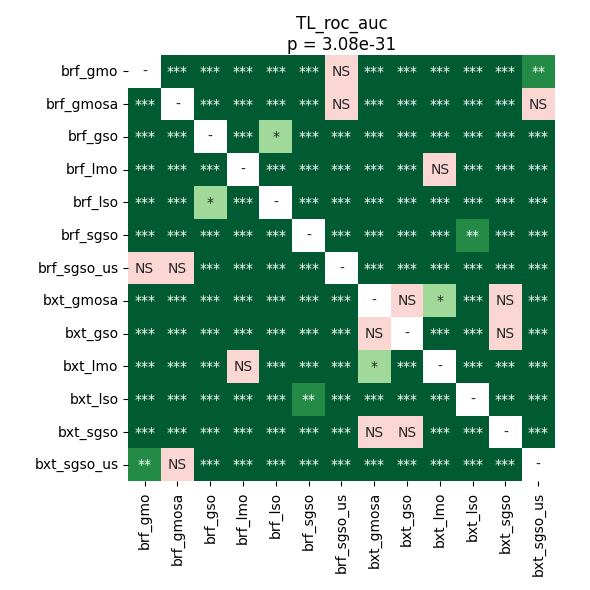 TL_roc_auc
p = 3.08e-31
brf_gmo - *** *** *** *** *** NS *** *** *** *** *** **
brf_gmosa *** - *** *** *** *** NS *** *** *** *** *** NS
brf_gso *** *** - *** * *** *** *** *** *** *** *** ***
brf_lmo *** *** *** - *** *** *** *** *** NS *** *** ***
brf_lso *** *** * *** - *** *** *** *** *** *** *** ***
brf_sgso *** *** *** *** *** - *** *** *** *** ** *** ***
brf_sgso_us NS NS *** *** *** *** - *** *** *** *** *** ***
bxt_gmosa *** *** *** *** *** *** *** - NS * *** NS ***
bxt_gso *** *** *** *** *** *** *** NS - *** *** NS ***
bxt_lmo *** *** *** NS *** *** *** * *** - *** *** ***
bxt_lso *** *** *** *** *** ** *** *** *** *** - *** ***
bxt_sgso *** *** *** *** *** *** *** NS NS *** *** - ***
bxt_sgso_us ** NS *** *** *** *** *** *** *** *** *** *** -
brf_gmo brf_gmosa brf_gso brf_lmo brf_lso brf_sgso brf_sgso_us bxt_gmosa bxt_gso bxt_lmo bxt_lso bxt_sgso bxt_sgso_us